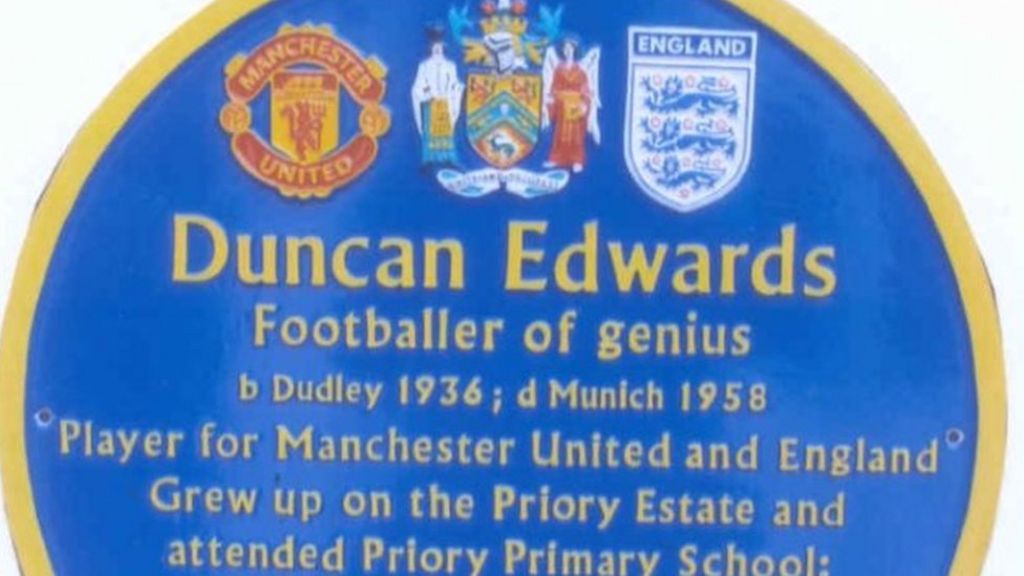 MANCHESTER
UNITED
ENGLAND
Duncan Edwards
Footballer of genius
b Dudley 1936; d Munich 1958
Player for Manchester United and England
Grew up on the Priory Estate and
attended Priory Primary School: